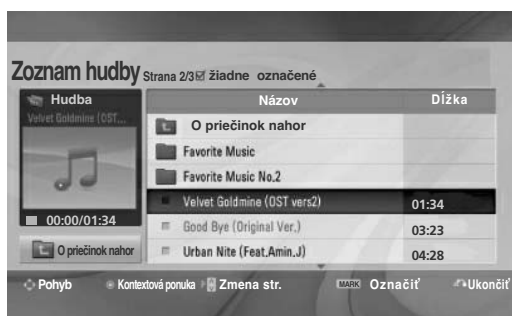 Zoznam hudby Strana 2/3 žiadne označené
Hudba
Velvet Goldmine (OST...
00:00/01:34
O priečinok nahor
Názov Dĺžka
O priečinok nahor
Favorite Music
Favorite Music No.2
Velvet Goldmine (OST vers2) 01:34
Good Bye (Original Ver.) 03:23
Urban Nite (Feat.Amin.J) 04:28
Pohyb Kontextová ponuka Zmena str. MARK Označiť Ukončiť